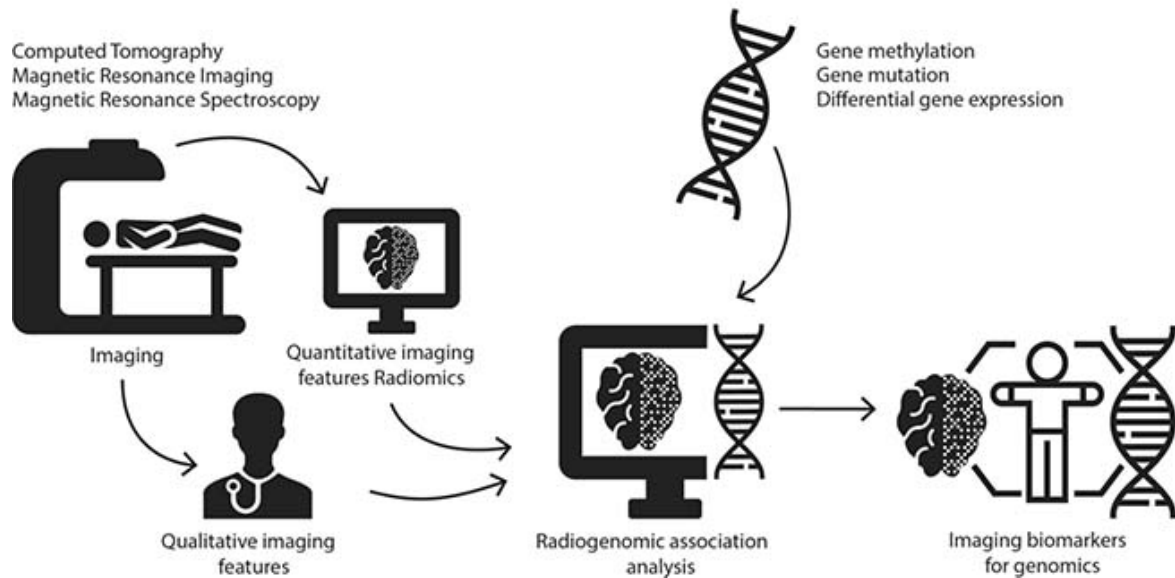 Computed Tomography
Magnetic Resonance Imaging
Magnetic Resonance Spectroscopy
Gene methylation
Gene mutation
Differential gene expression
Imaging
Quantitative imaging
features Radiomics
Qualitative imaging
features
Radiogenomic association
analysis
Imaging biomarkers
for genomics